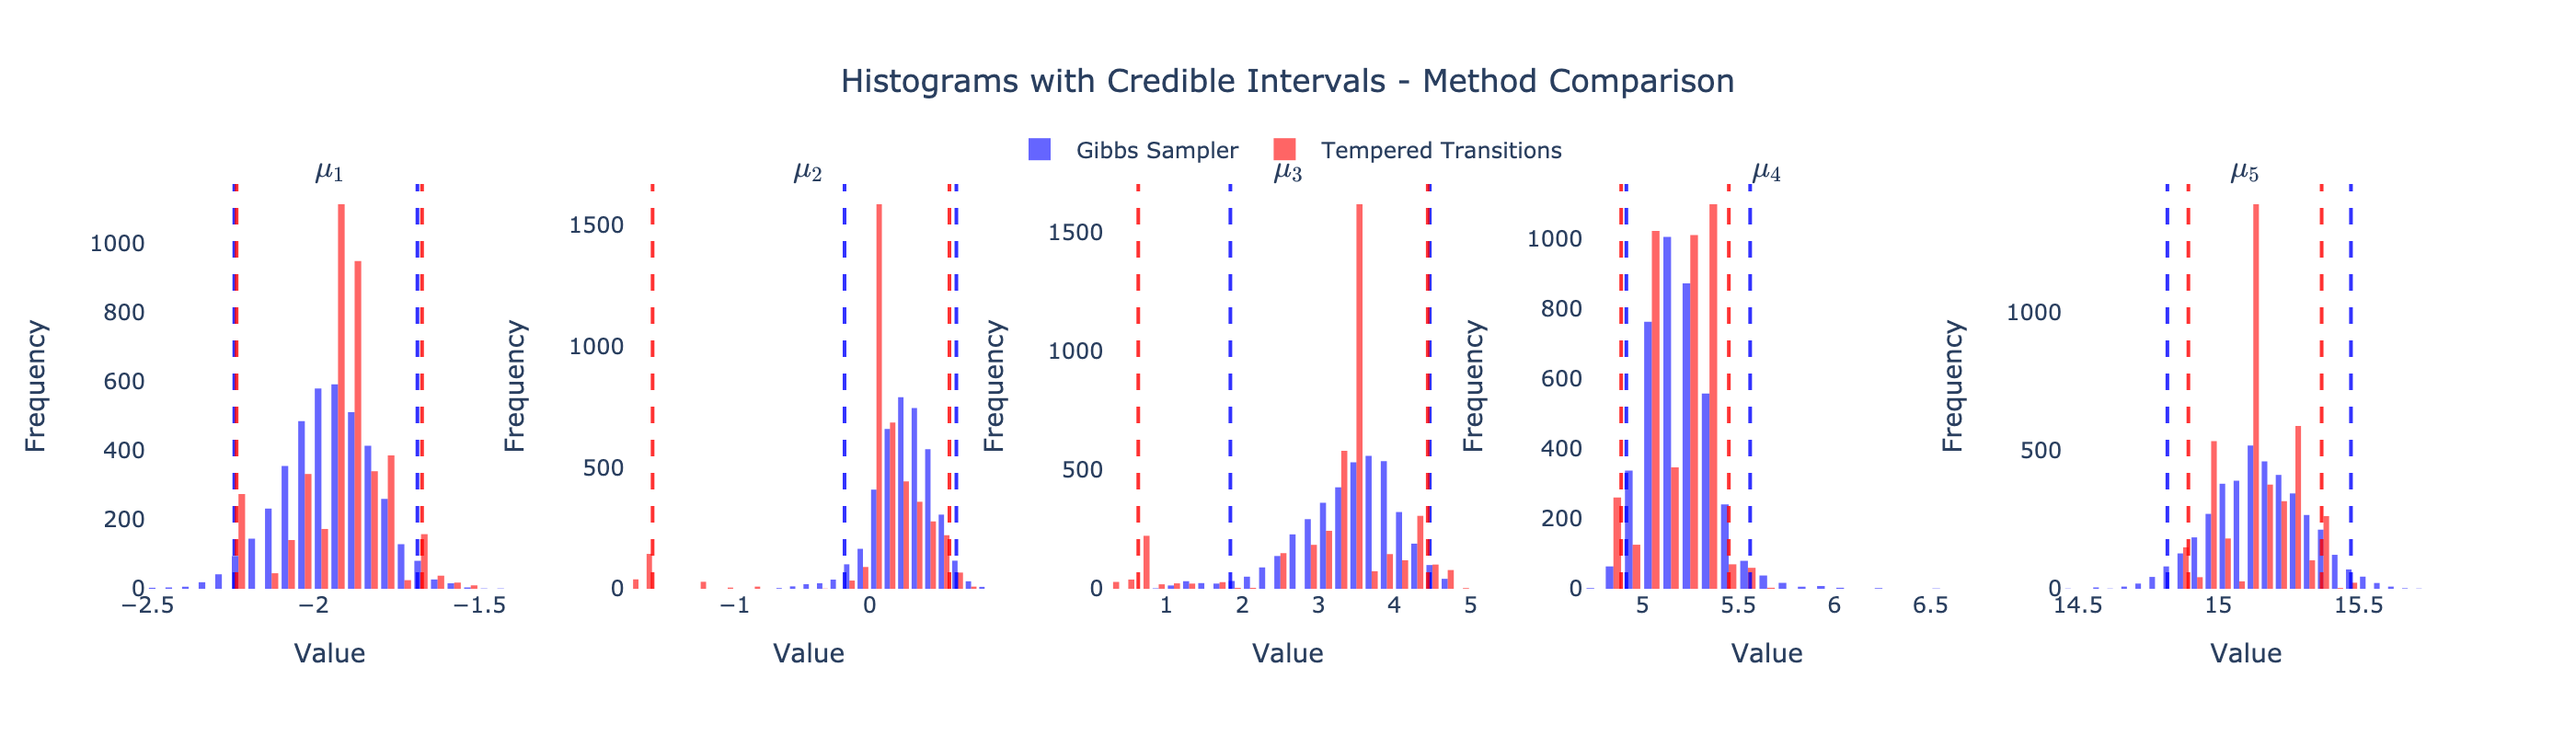 Histograms with Credible Intervals - Method Comparison
Gibbs Sampler Tempered Transitions
μ₁ μ₂ μ₃ μ₄ μ₅
Frequency
0
200
400
600
800
1000
−2.5 −2 −1.5
Value
Frequency
0
500
1000
1500
−1 0
Value
Frequency
0
500
1000
1500
1 2 3 4 5
Value
Frequency
0
200
400
600
800
1000
5 5.5 6 6.5
Value
Frequency
0
500
1000
14.5 15 15.5
Value